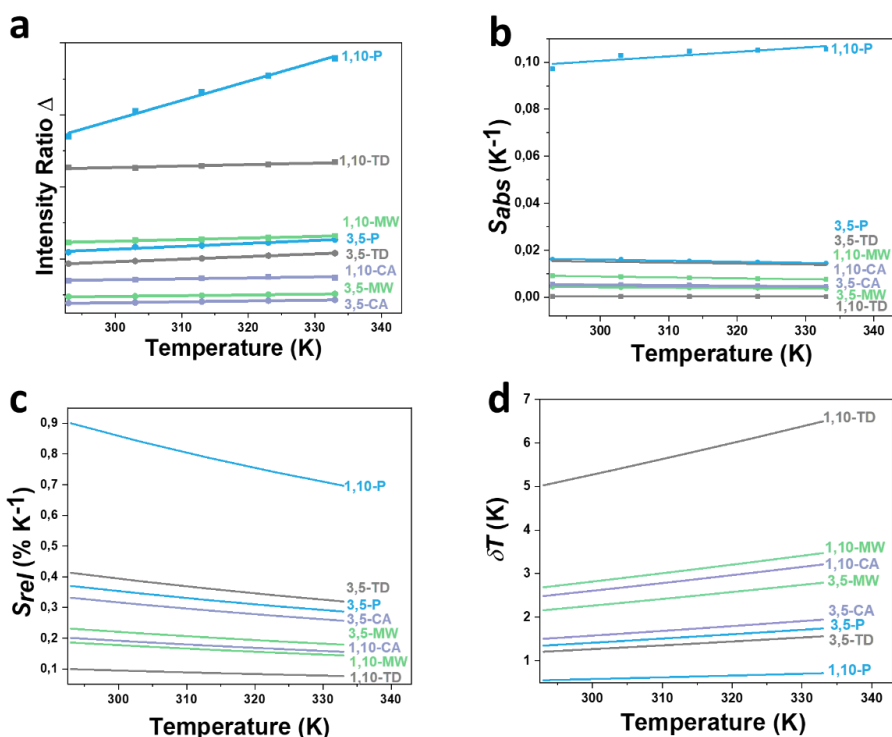 a
Intensity Ratio Δ
1,10-P
1,10-TD
1,10-MW
3,5-P
3,5-TD
1,10-CA
3,5-MW
3,5-CA
300 310 320 330 340
Temperature (K)
b
Sabs (K-1)
0,10
0,08
0,06
0,04
0,02
0,00
1,10-P
3,5-P
3,5-TD
1,10-MW
1,10-CA
3,5-CA
3,5-MW
1,10-TD
300 310 320 330 340
Temperature (K)
c
Srel (% K-1)
0,9
0,8
0,7
0,6
0,5
0,4
0,3
0,2
0,1
1,10-P
3,5-TD
3,5-P
3,5-CA
3,5-MW
1,10-CA
1,10-MW
1,10-TD
300 310 320 330 340
Temperature (K)
d
δT (K)
7
6
5
4
3
2
1
1,10-TD
1,10-MW
1,10-CA
3,5-MW
3,5-CA
3,5-P
3,5-TD
1,10-P
300 310 320 330 340
Temperature (K)